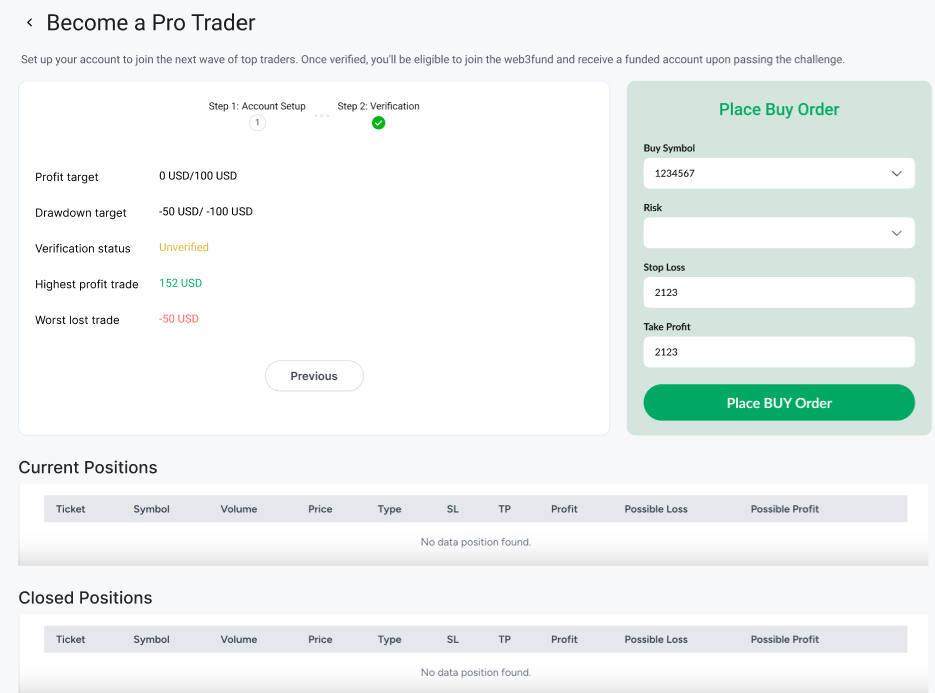 Become a Pro Trader
Set up your account to join the next wave of top traders. Once verified, you'll be eligible to join the web3fund and receive a funded account upon passing the challenge.
Step 1: Account Setup
Step 2: Verification
1
Profit target 0 USD/100 USD
Drawdown target -50 USD/ -100 USD
Verification status Unverified
Highest profit trade 152 USD
Worst lost trade -50 USD
Previous
Place Buy Order
Buy Symbol
1234567
Risk
Stop Loss
2123
Take Profit
2123
Place BUY Order
Current Positions
Ticket Symbol Volume Price Type SL TP Profit Possible Loss Possible Profit
No data position found.
Closed Positions
Ticket Symbol Volume Price Type SL TP Profit Possible Loss Possible Profit
No data position found.